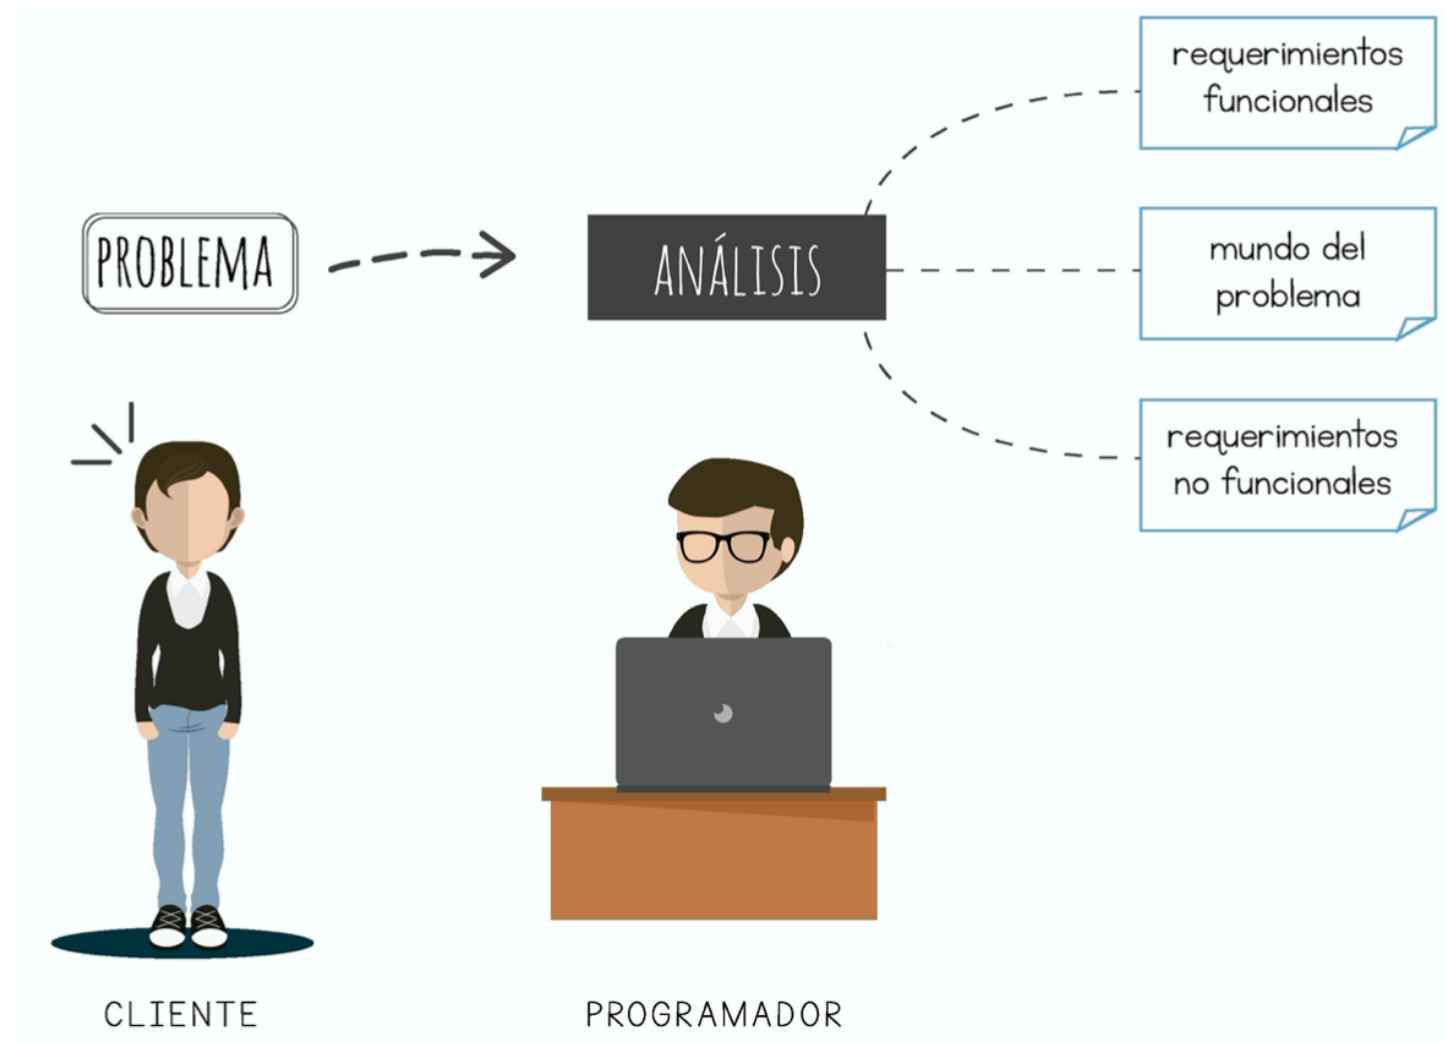 PROBLEMA
ANÁLISIS
requerimientos
funcionales
mundo del
problema
requerimientos
no funcionales
CLIENTE
PROGRAMADOR